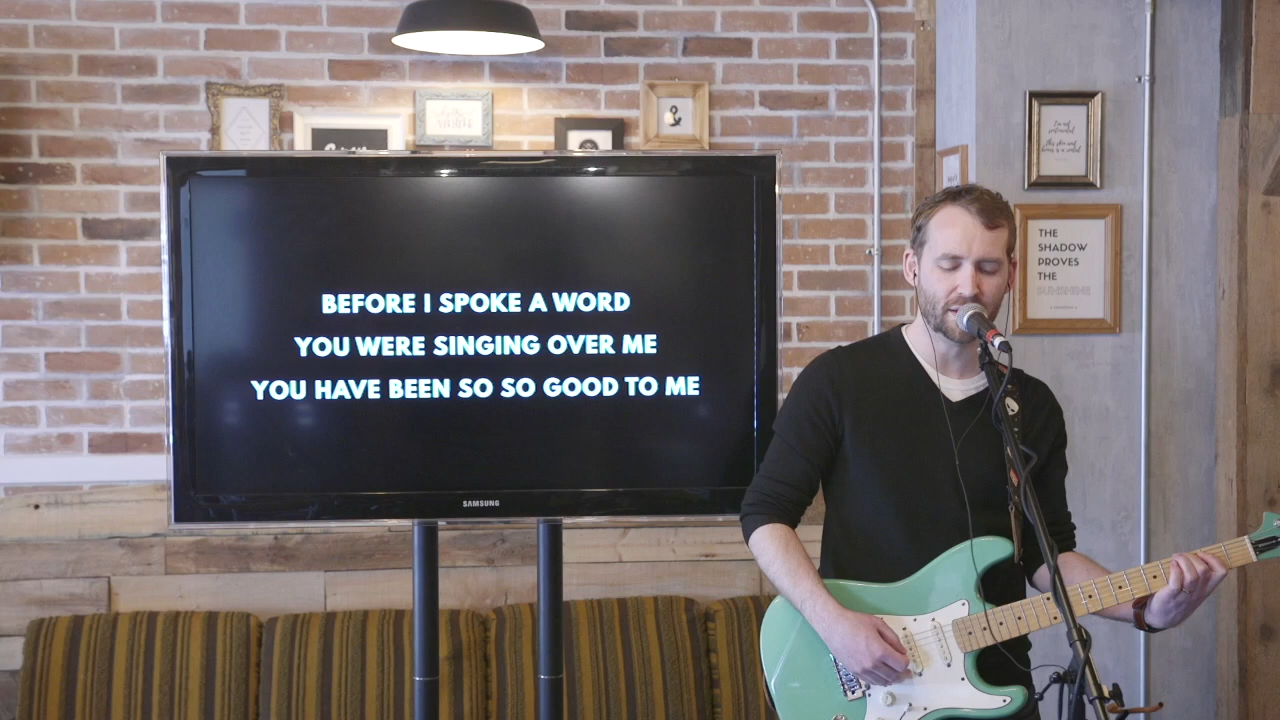 BEFORE I SPOKE A WORD
YOU WERE SINGING OVER ME
YOU HAVE BEEN SO SO GOOD TO ME
SAMSUNG
THE
SHADOW
PROVES
THE
SUNSHINE